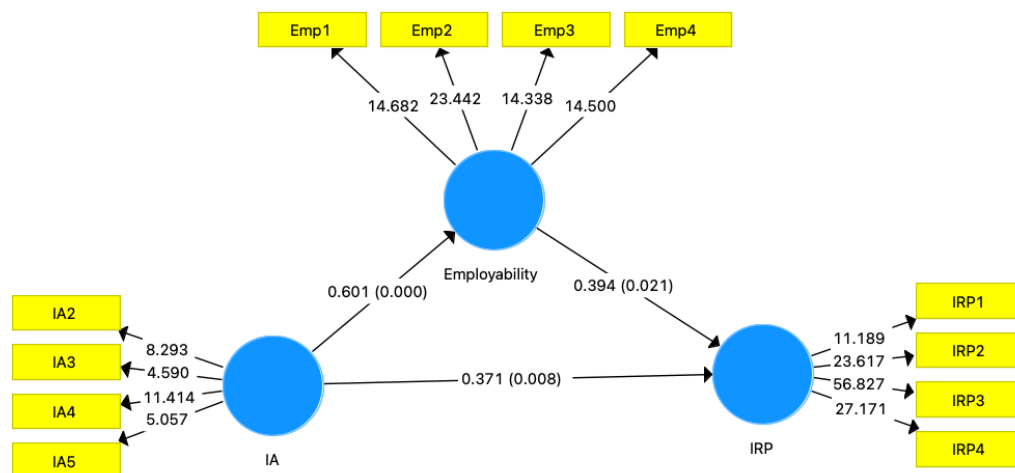 Emp1
Emp2
Emp3
Emp4
14.682
23.442
14.338
14.500
Employability
0.601 (0.000)
0.394 (0.021)
IA2
IA3
IA4
IA5
8.293
4.590
11.414
5.057
0.371 (0.008)
11.189
23.617
56.827
27.171
IRP1
IRP2
IRP3
IRP4
IA
IRP